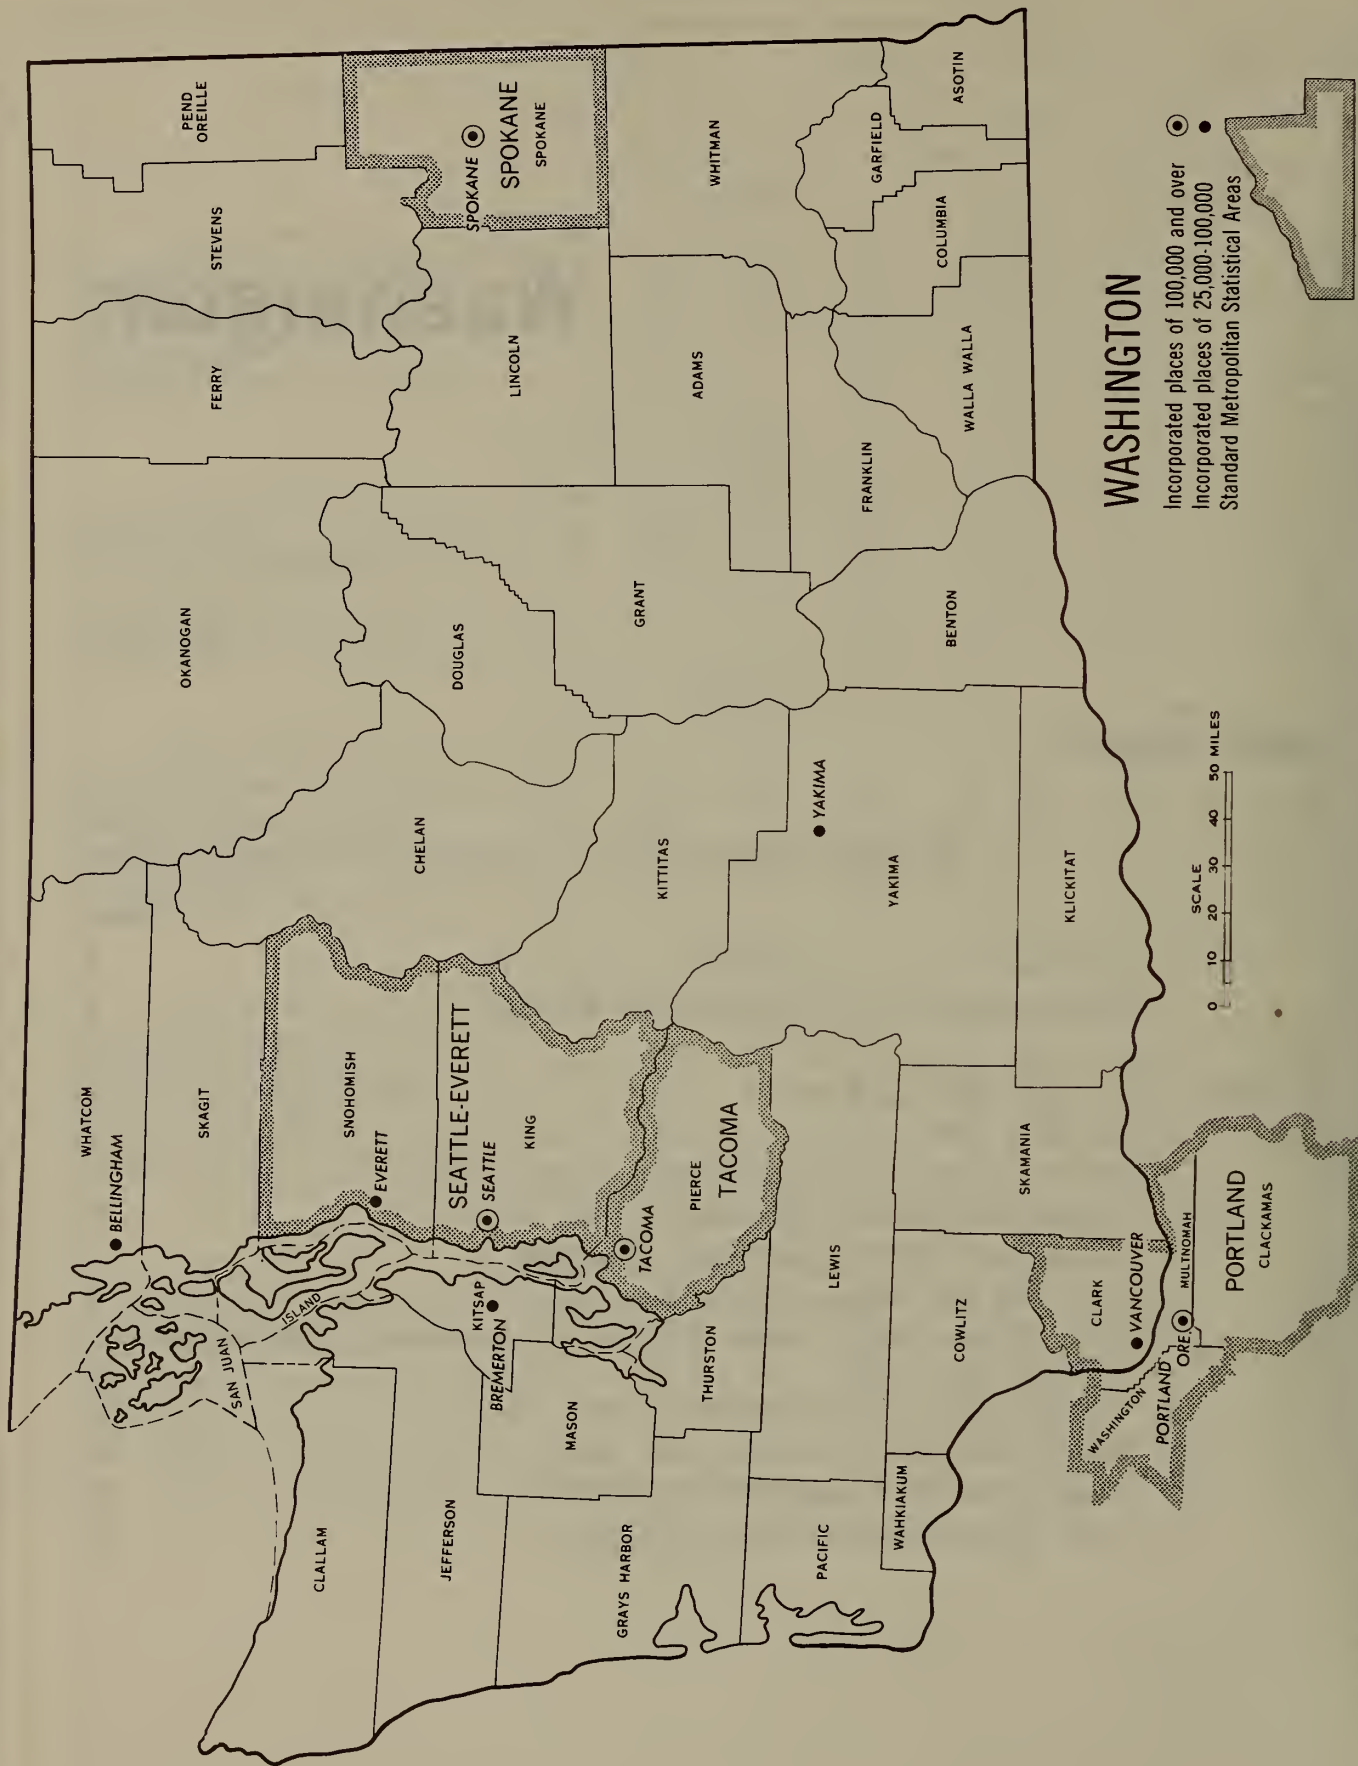 WHATCOM
BELLINGHAM
SAN JUAN
SKAGIT
ISLAND
OKANOGAN
FERRY
STEVENS
PEND
OREILLE
CLALLAM
SNOHOMISH
EVERETT
JEFFERSON
CHELAN
DOUGLAS
LINCOLN
SPOKANE
SPOKANE
SPOKANE
SEATTLE-EVERETT
SEATTLE
KING
KITSAP
BREMERTON
MASON
GRAYS HARBOR
TACOMA
PIERCE
TACOMA
THURSTON
KITTITAS
GRANT
ADAMS
WHITMAN
PACIFIC
LEWIS
YAKIMA
YAKIMA
FRANKLIN
GARFIELD
WAHKIAKUM
COWLITZ
SKAMANIA
BENTON
WALLA WALLA
COLUMBIA
ASOTIN
CLARK
VANCOUVER
KLICKITAT
WASHINGTON
PORTLAND
ORE
MULTNOMAH
PORTLAND
CLACKAMAS
SCALE
0 10 20 30 40 50 MILES
WASHINGTON
Incorporated places of 100,000 and over
Incorporated places of 25,000-100,000
Standard Metropolitan Statistical Areas